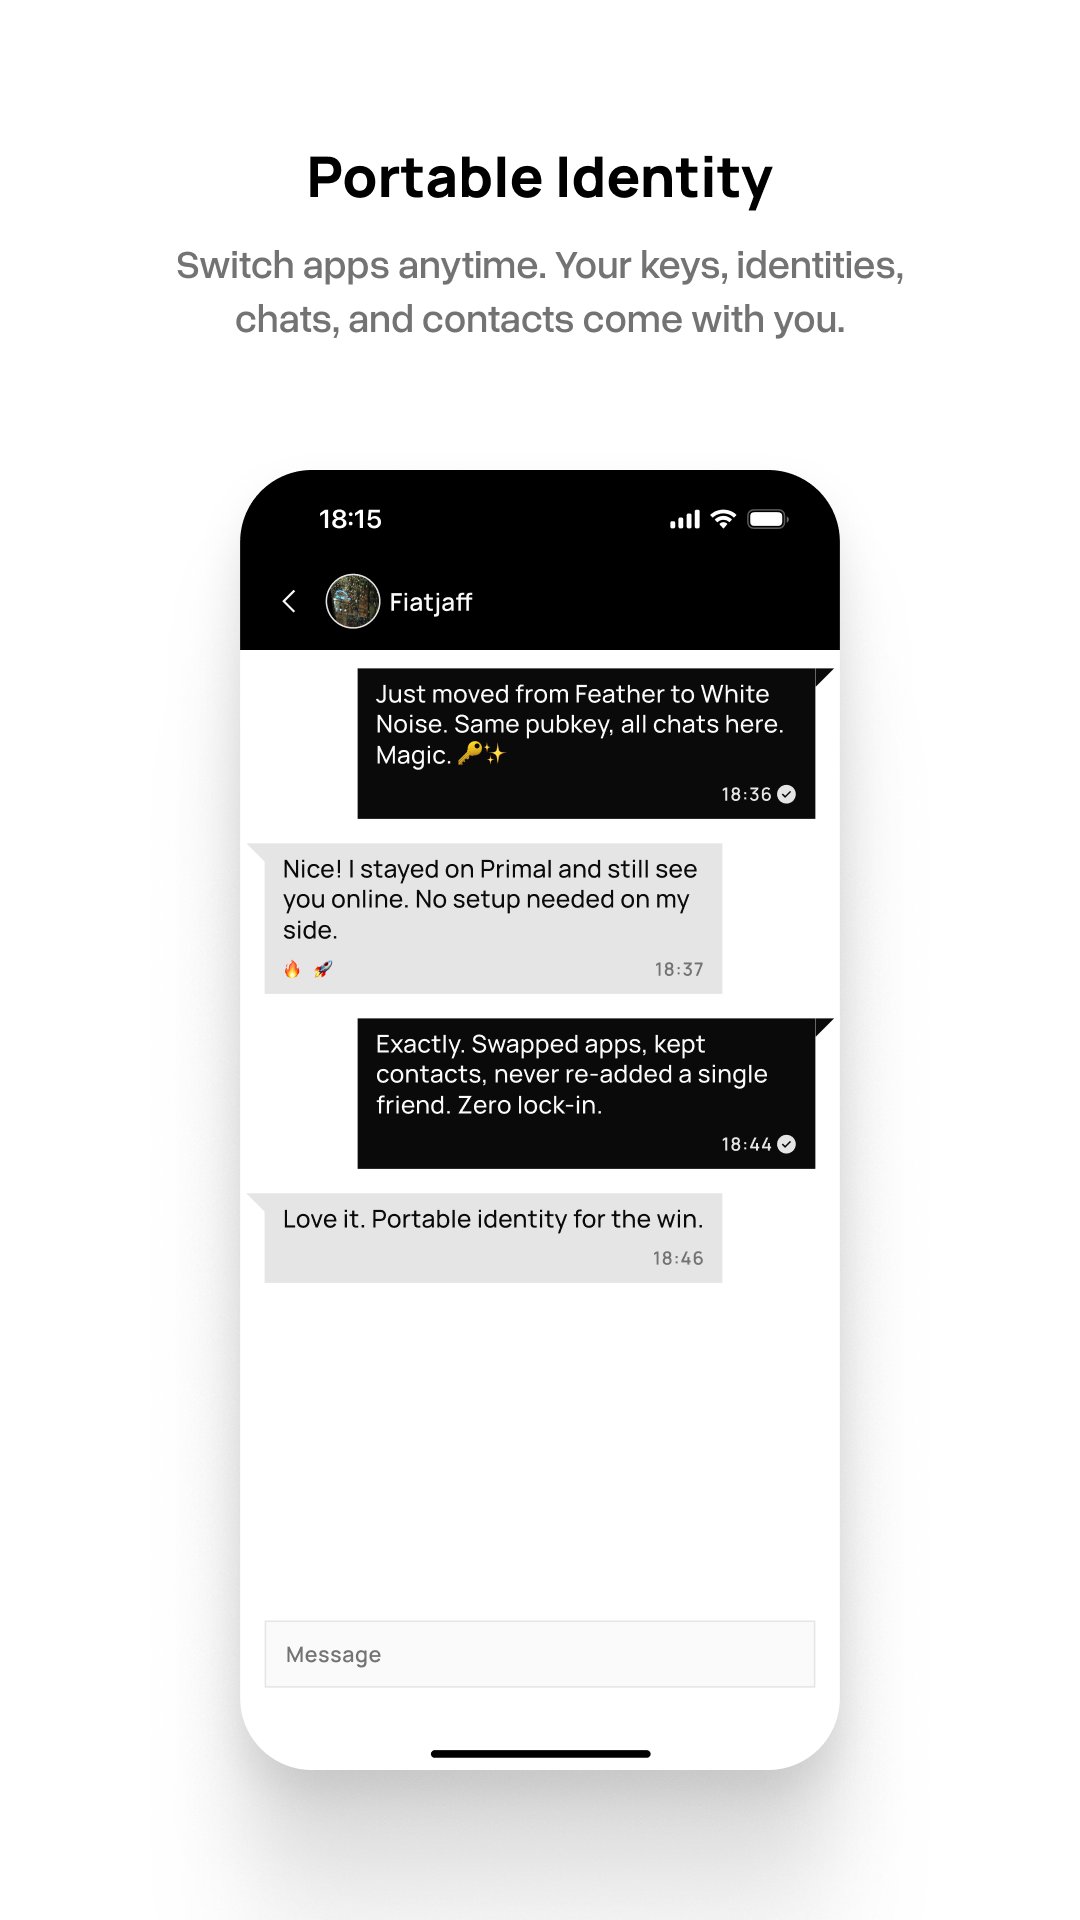 Portable Identity
Switch apps anytime. Your keys, identities,
chats, and contacts come with you.
18:15
Fiatjaff
Just moved from Feather to White
Noise. Same pubkey, all chats here.
Magic. 🔑✨
18:36
Nice! I stayed on Primal and still see
you online. No setup needed on my
side.
🔥 🚀 18:37
Exactly. Swapped apps, kept
contacts, never re-added a single
friend. Zero lock-in.
18:44
Love it. Portable identity for the win.
18:46
Message